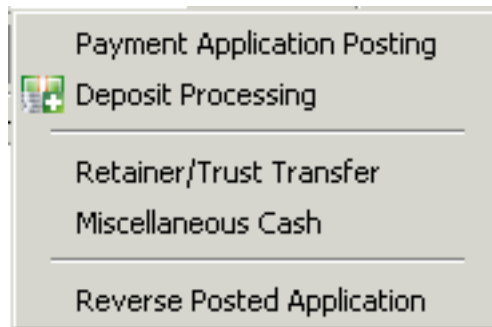 Payment Application Posting
Deposit Processing
Retainer/Trust Transfer
Miscellaneous Cash
Reverse Posted Application